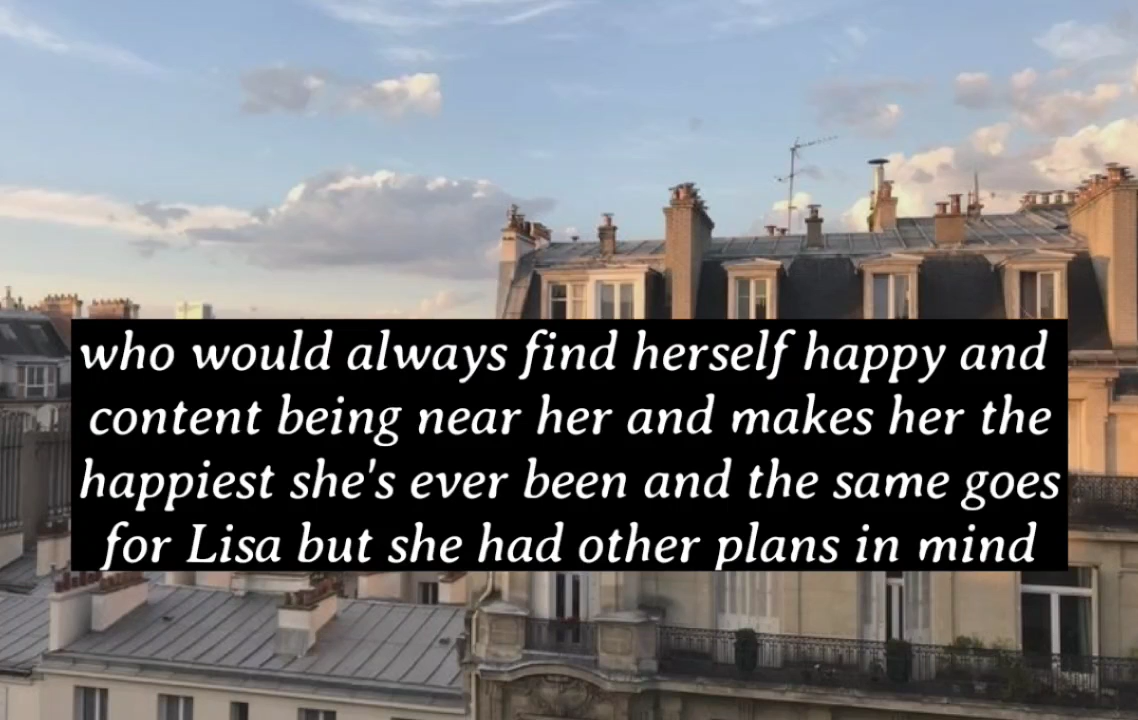 who would always find herself happy and
content being near her and makes her the
happiest she's ever been and the same goes
for Lisa but she had other plans in mind